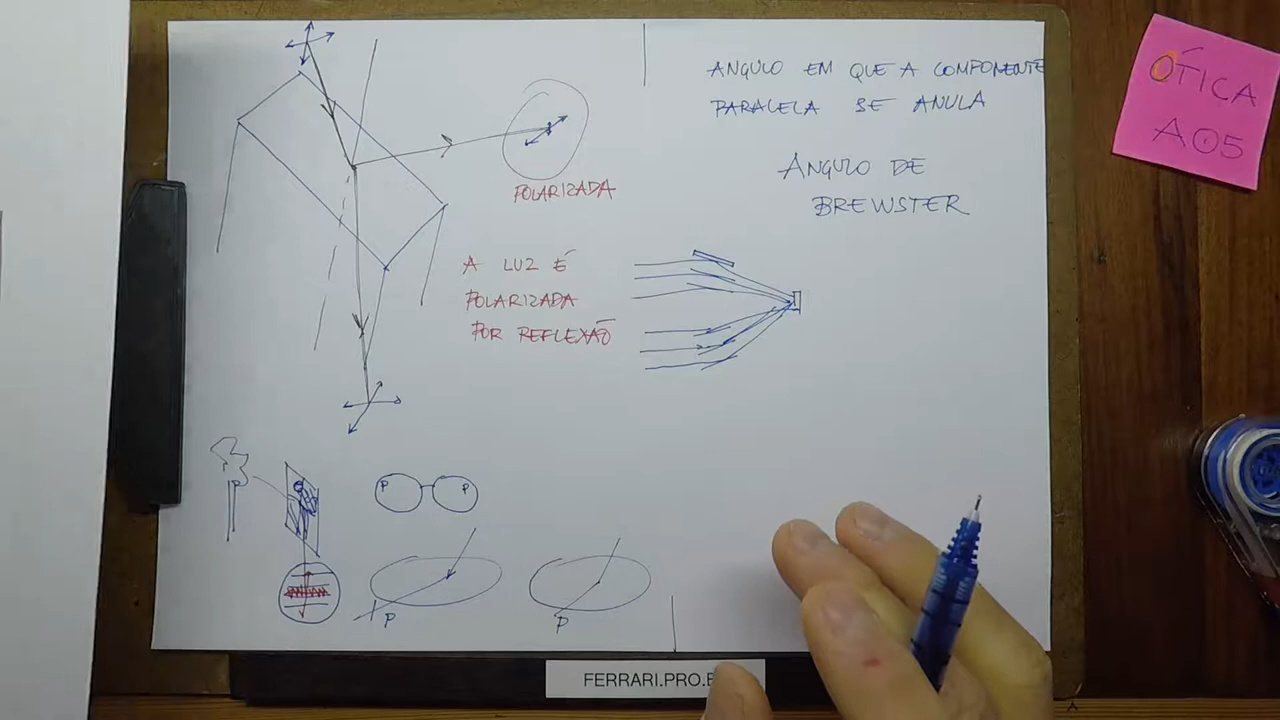 ANGULO EM QUE A COMPONENTE
PARALELA SE ANULA
ANGULO DE
BREWSTER
ÓTICA
A05
POLARIZADA
A LUZ É
POLARIZADA
POR REFLEXÃO
P P
P
P
FERRARI.PRO.B